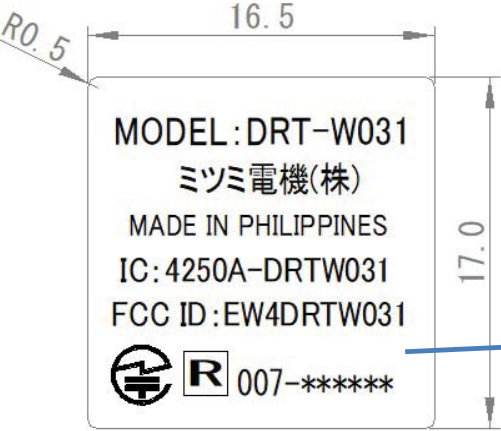 R0.5
16.5
MODEL:DRT-W031
ミツミ電機(株)
MADE IN PHILIPPINES
IC:4250A-DRTW031
FCC ID:EW4DRTW031
R 007-******
17.0